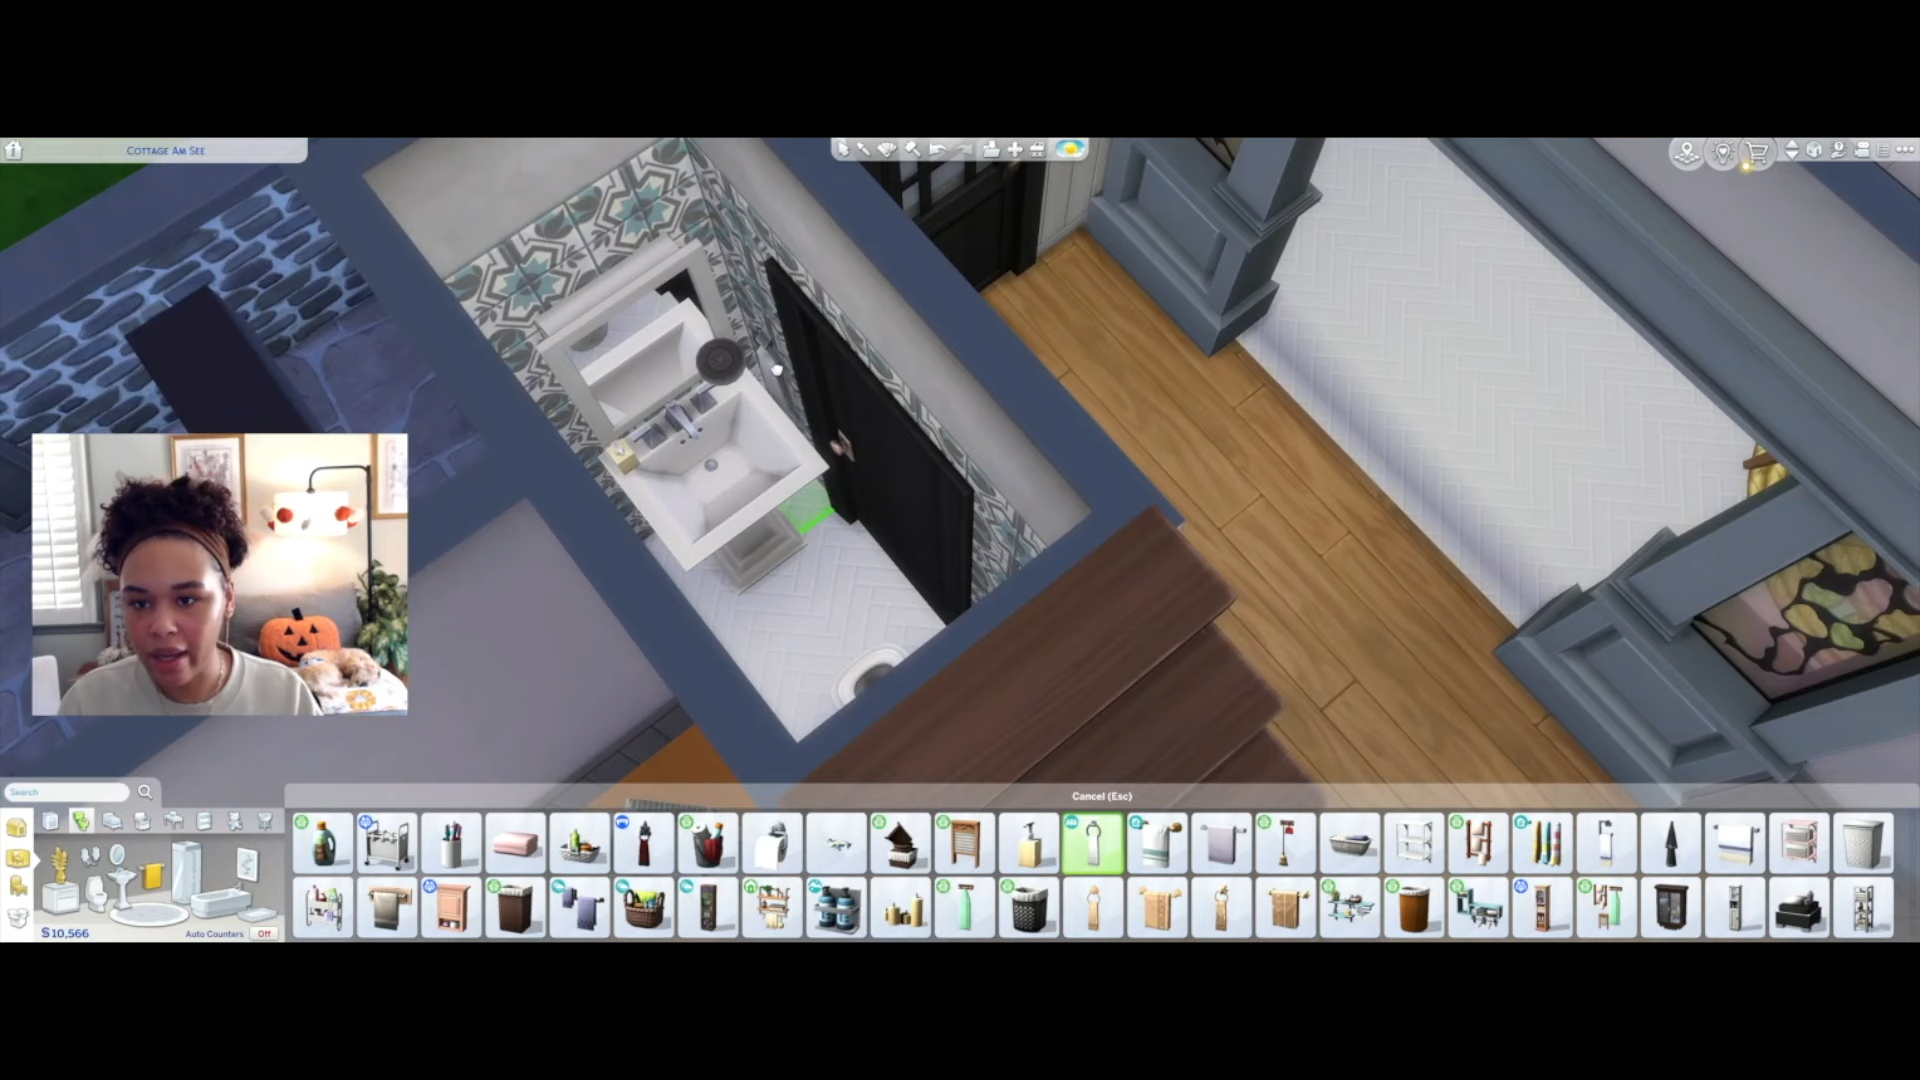 COTTAGE AM SEE
Cancel (Esc)
Search
$10,566
Auto Counters Off